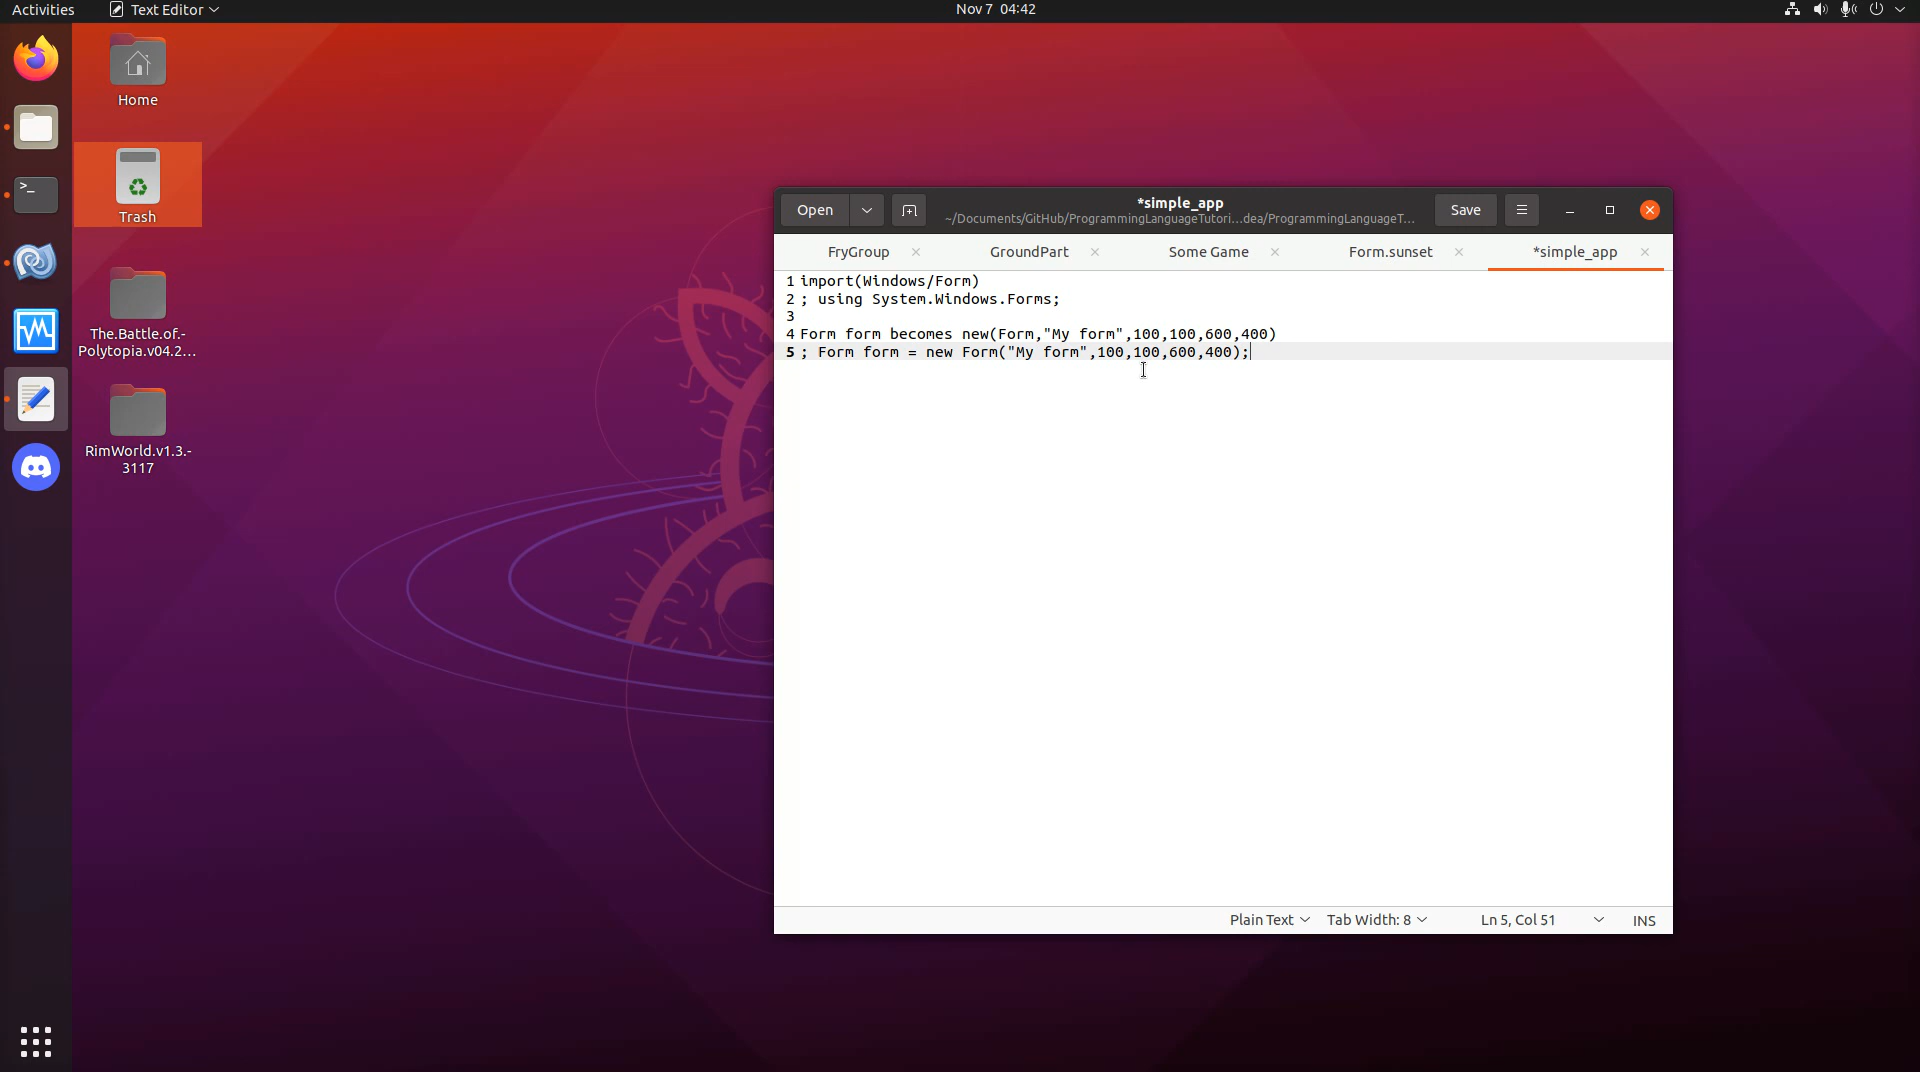 Activities
Text Editor
Nov 7 04:42
Home
Trash
The.Battle.of.-
Polytopia.v04.2...
RimWorld.v1.3.-
3117
>_
Open
*simple_app
~/Documents/GitHub/ProgrammingLanguageTutori...dea/ProgrammingLanguageT...
Save
FryGroup
GroundPart
Some Game
Form.sunset
*simple_app
1 import(Windows/Form)
2 ; using System.Windows.Forms;
3
4 Form form becomes new(Form,"My form",100,100,600,400)
5 ; Form form = new Form("My form",100,100,600,400);
Plain Text
Tab Width: 8
Ln 5, Col 51
INS